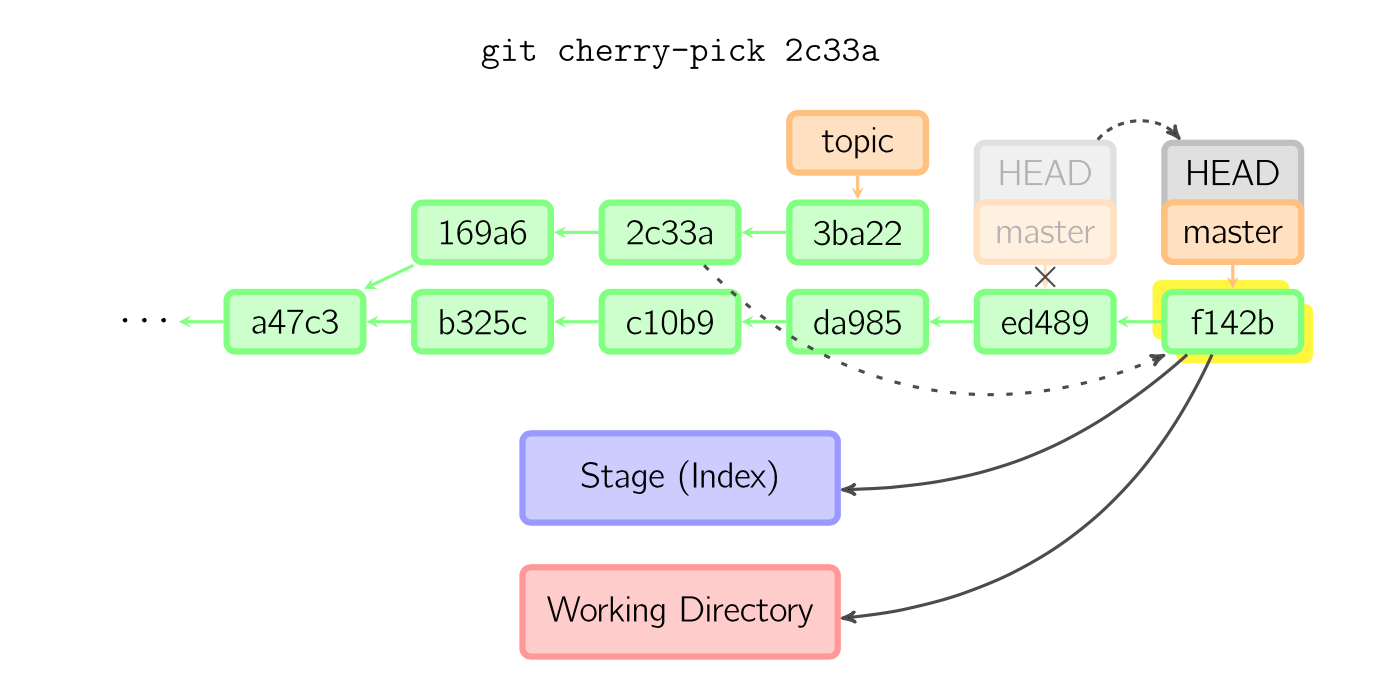 git cherry-pick 2c33a
topic
HEAD
HEAD
169a6
2c33a
3ba22
master
master
...
a47c3
b325c
c10b9
da985
ed489
f142b
Stage (Index)
Working Directory